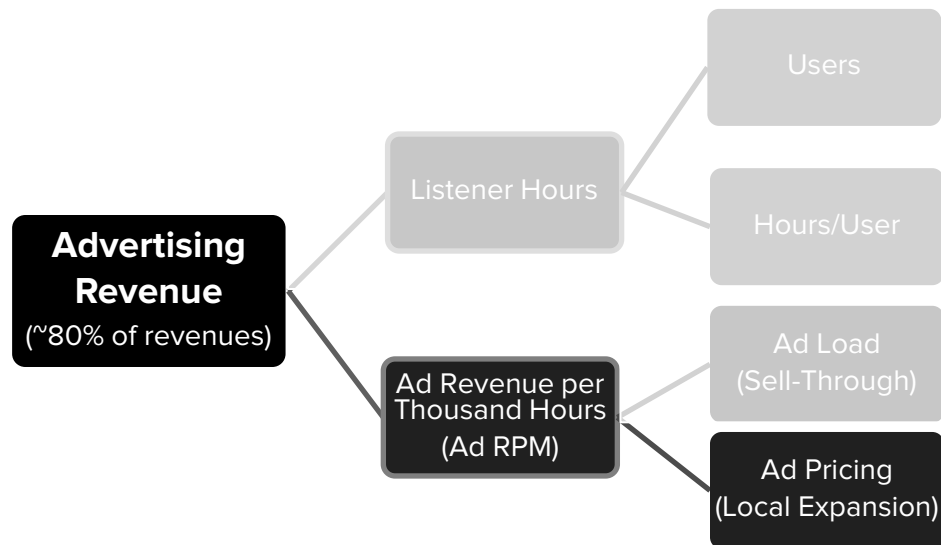 Users
Listener Hours
Hours/User
Advertising
Revenue
(~80% of revenues)
Ad Revenue per
Thousand Hours
(Ad RPM)
Ad Load
(Sell-Through)
Ad Pricing
(Local Expansion)